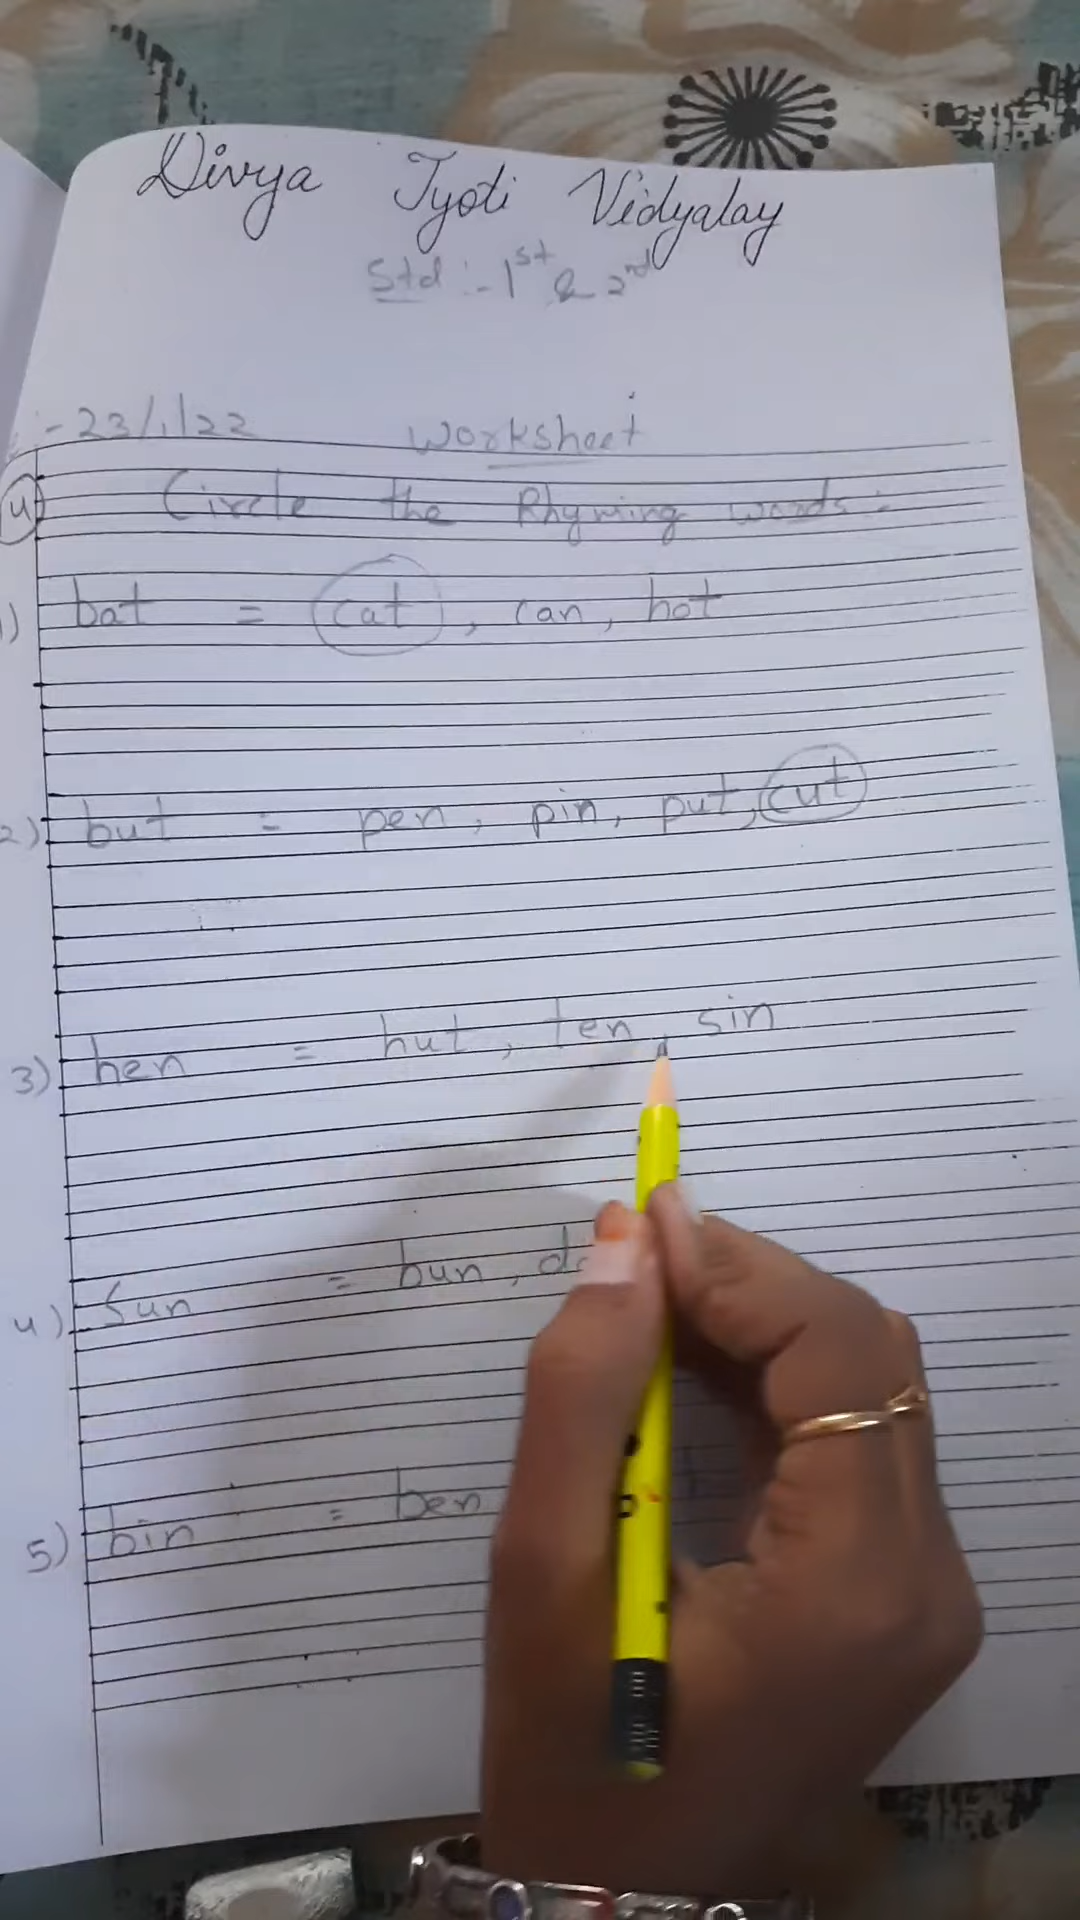 Divya Jyoti Vidyalay
Std :- 1st & 2nd
:- 23/1/22 Worksheet
4) Circle the Rhyming words :-
1) bat = cat, can, hot
2) but = pen, pin, put, cut
3) hen = hut, ten, sin
4) Sun = bun,
5) bin = ben